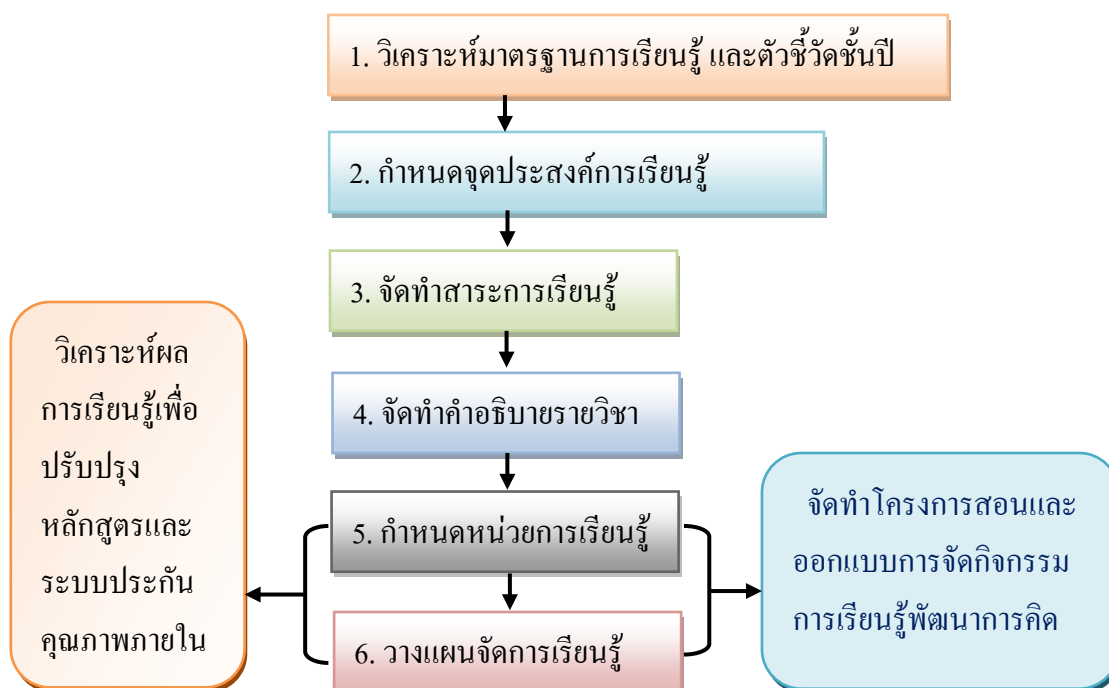 1. วิเคราะห์มาตรฐานการเรียนรู้ และตัวชี้วัดชั้นปี
2. กำหนดจุดประสงค์การเรียนรู้
3. จัดทำสาระการเรียนรู้
4. จัดทำคำอธิบายรายวิชา
5. กำหนดหน่วยการเรียนรู้
6. วางแผนจัดการเรียนรู้
วิเคราะห์ผล
การเรียนรู้เพื่อ
ปรับปรุง
หลักสูตรและ
ระบบประกัน
คุณภาพภายใน
จัดทำโครงการสอนและ
ออกแบบการจัดกิจกรรม
การเรียนรู้พัฒนาการคิด